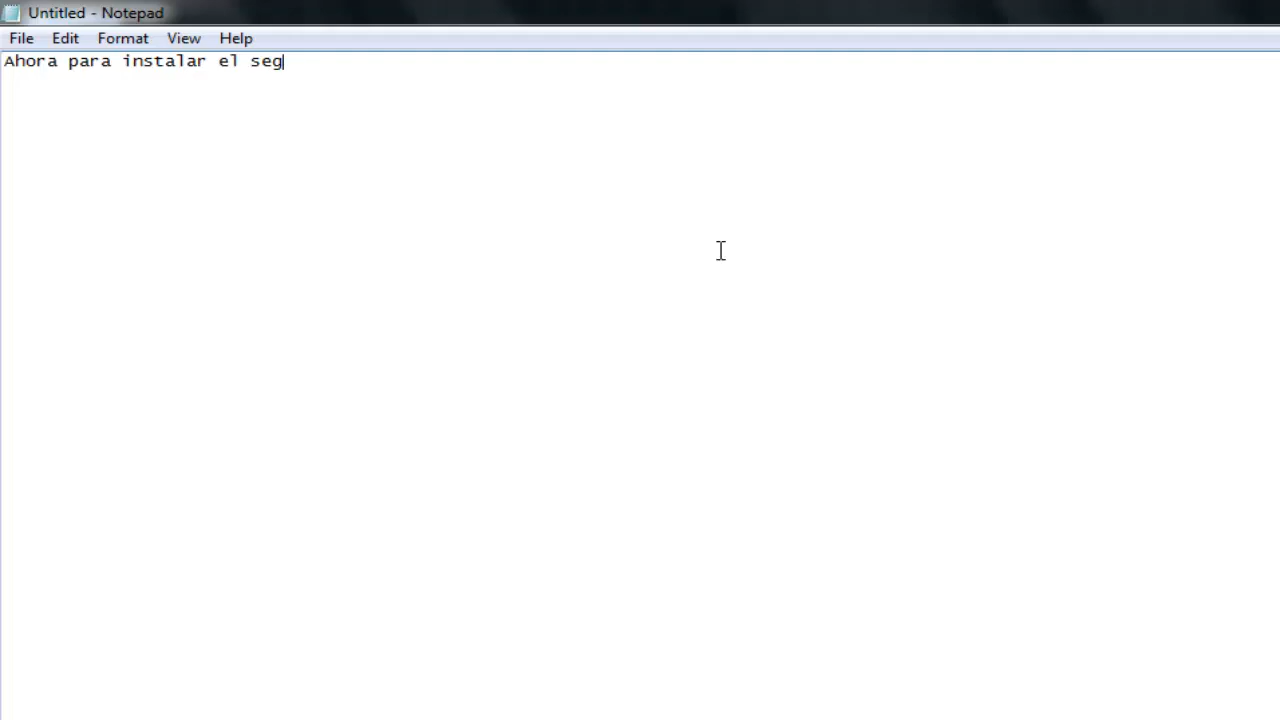 Untitled - Notepad
File Edit Format View Help
Ahora para instalar el seg